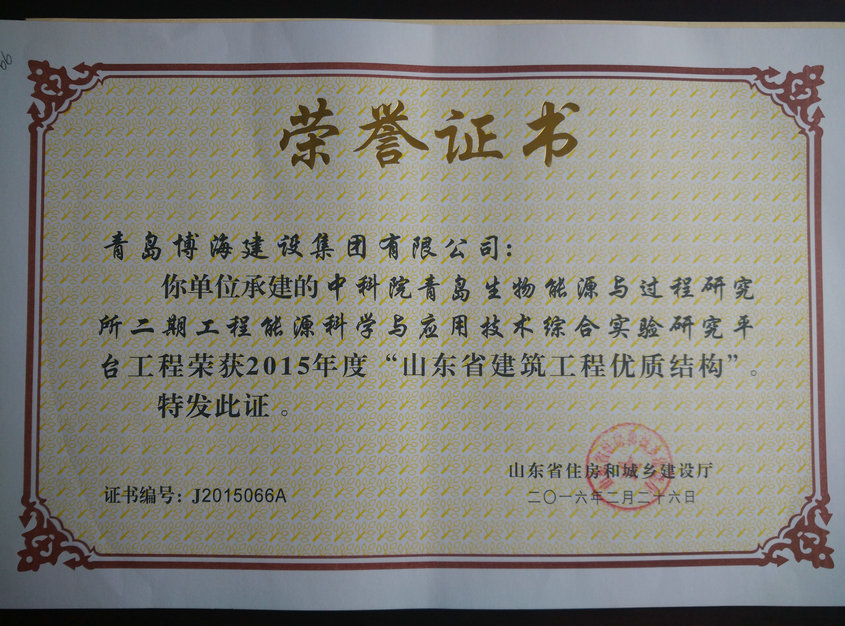 荣誉证书
青岛博海建设集团有限公司：
你单位承建的中科院青岛生物能源与过程研究
所二期工程能源科学与应用技术综合实验研究平
台工程荣获2015年度“山东省建筑工程优质结构”。
特发此证。
山东省住房和城乡建设厅
证书编号：J2015066A
二〇一六年二月二十六日